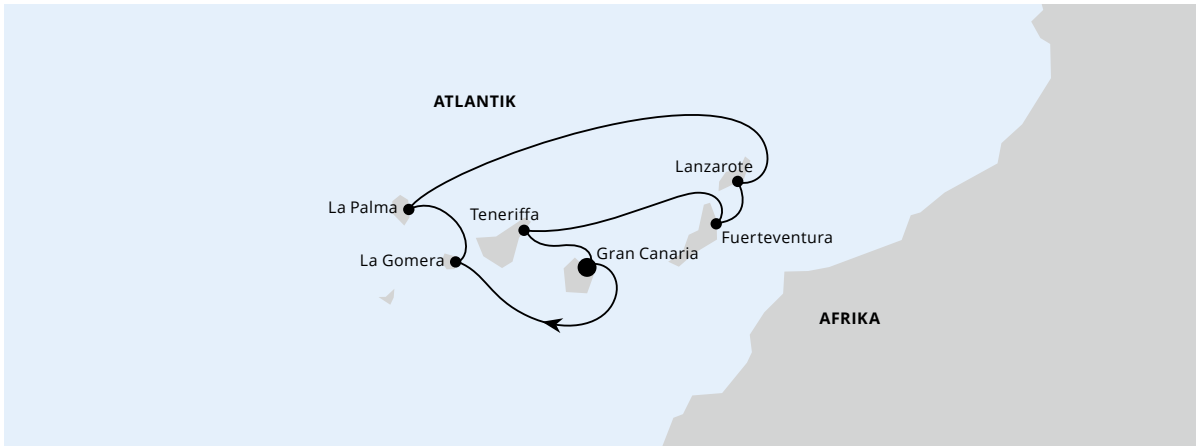 ATLANTIK
Lanzarote
La Palma
Teneriffa
Fuerteventura
Gran Canaria
La Gomera
AFRIKA